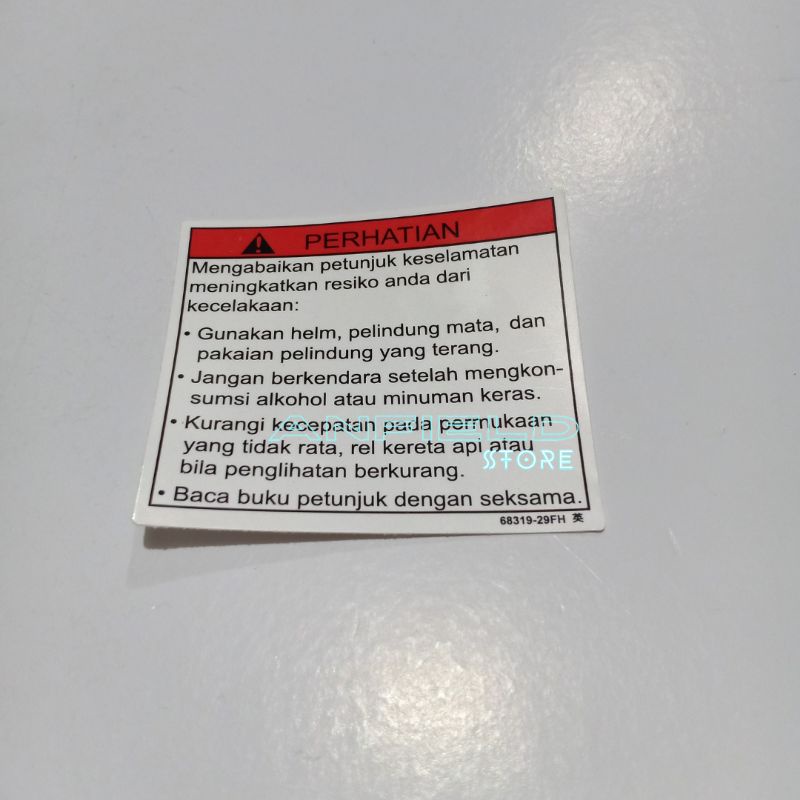 PERHATIAN
Mengabaikan petunjuk keselamatan
meningkatkan resiko anda dari
kecelakaan:
• Gunakan helm, pelindung mata, dan
pakaian pelindung yang terang.
• Jangan berkendara setelah mengkon-
sumsi alkohol atau minuman keras.
• Kurangi kecepatan pada permukaan
yang tidak rata, rel kereta api atau
bila penglihatan berkurang.
• Baca buku petunjuk dengan seksama.
68319-29FH 英
ANFIELD
STORE